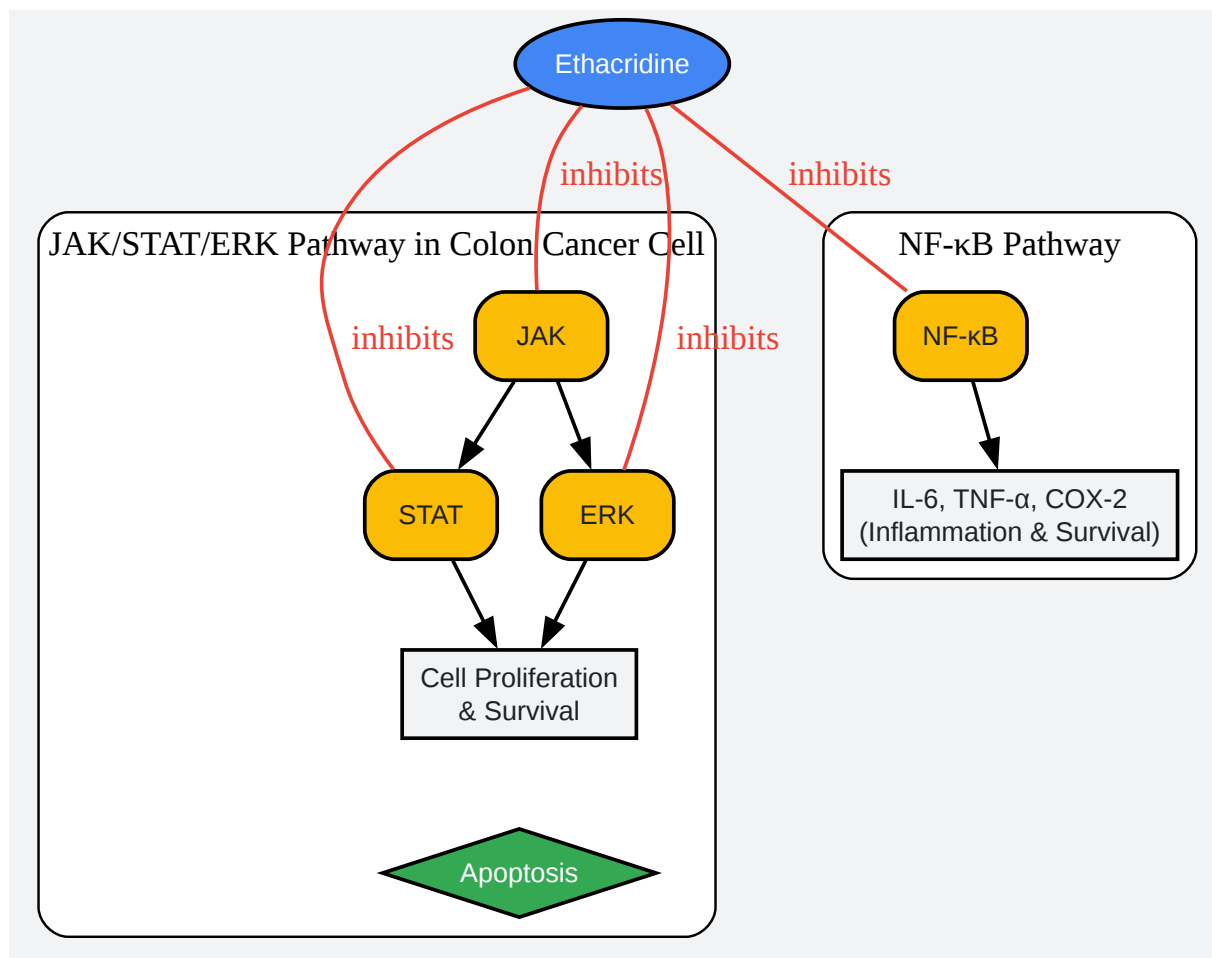 Ethacridine
inhibits
inhibits
JAK/STAT/ERK Pathway in Colon Cancer Cell
NF-κB Pathway
inhibits
JAK
inhibits
NF-κB
STAT
ERK
IL-6, TNF-α, COX-2
(Inflammation & Survival)
Cell Proliferation
& Survival
Apoptosis